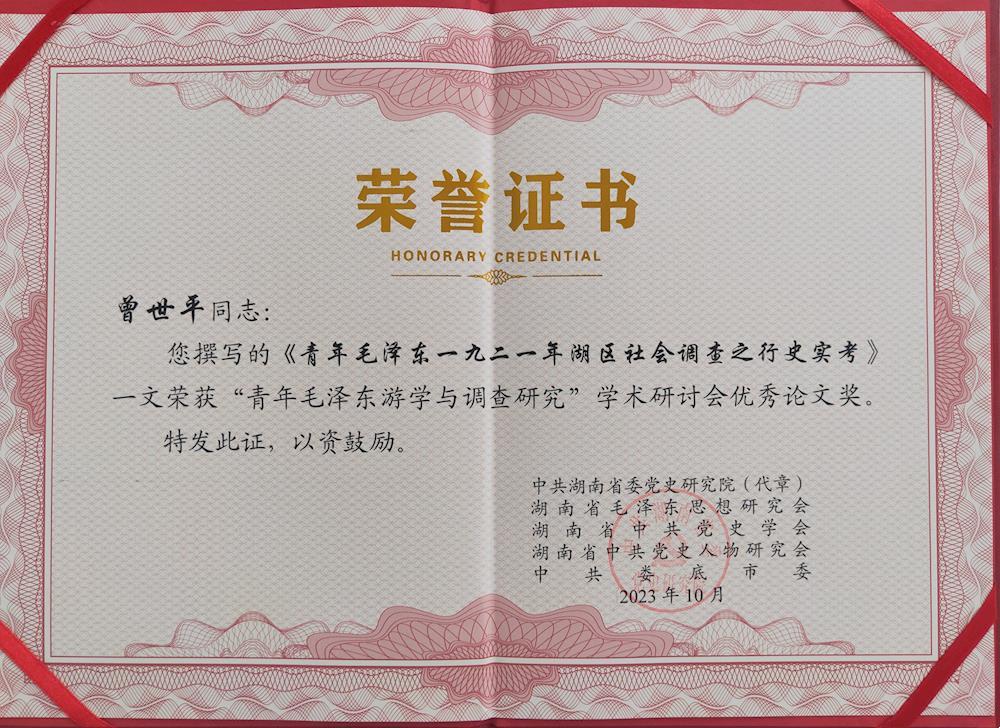 荣誉证书
HONORARY CREDENTIAL
曾世平同志：
您撰写的《青年毛泽东一九二一年湖区社会调查之行史实考》
一文荣获“青年毛泽东游学与调查研究”学术研讨会优秀论文奖。
特发此证，以资鼓励。
中共湖南省委党史研究院（代章）
湖南省毛泽东思想研究会
湖南省中共党史学会
湖南省中共党史人物研究会
中共娄底市委
2023年10月